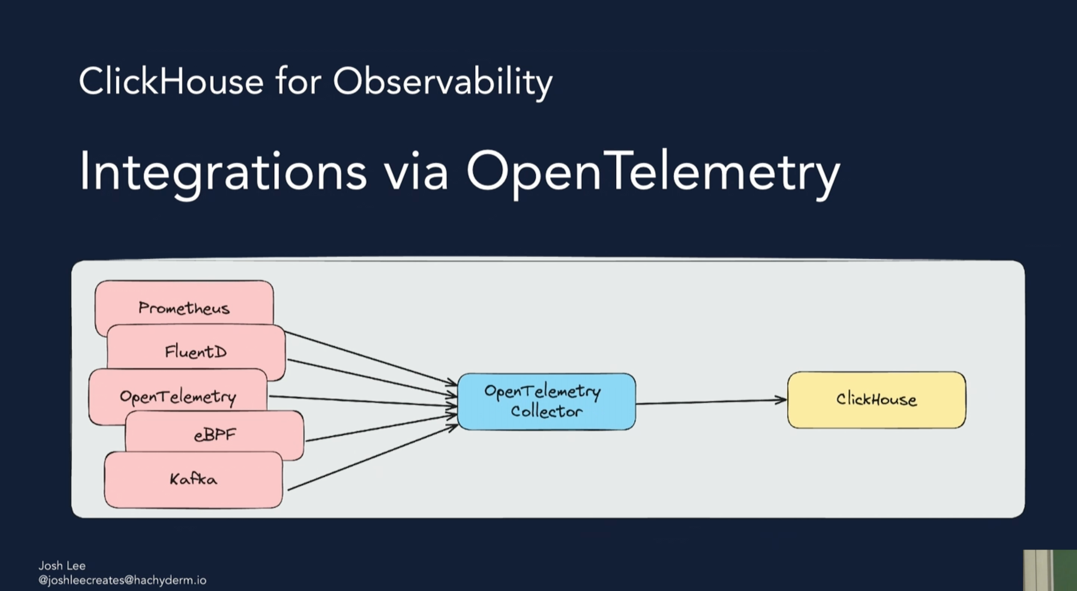 ClickHouse for Observability
Integrations via OpenTelemetry
Prometheus
FluentD
OpenTelemetry
eBPF
Kafka
OpenTelemetry
Collector
ClickHouse
Josh Lee
@joshleecreates@hachyderm.io